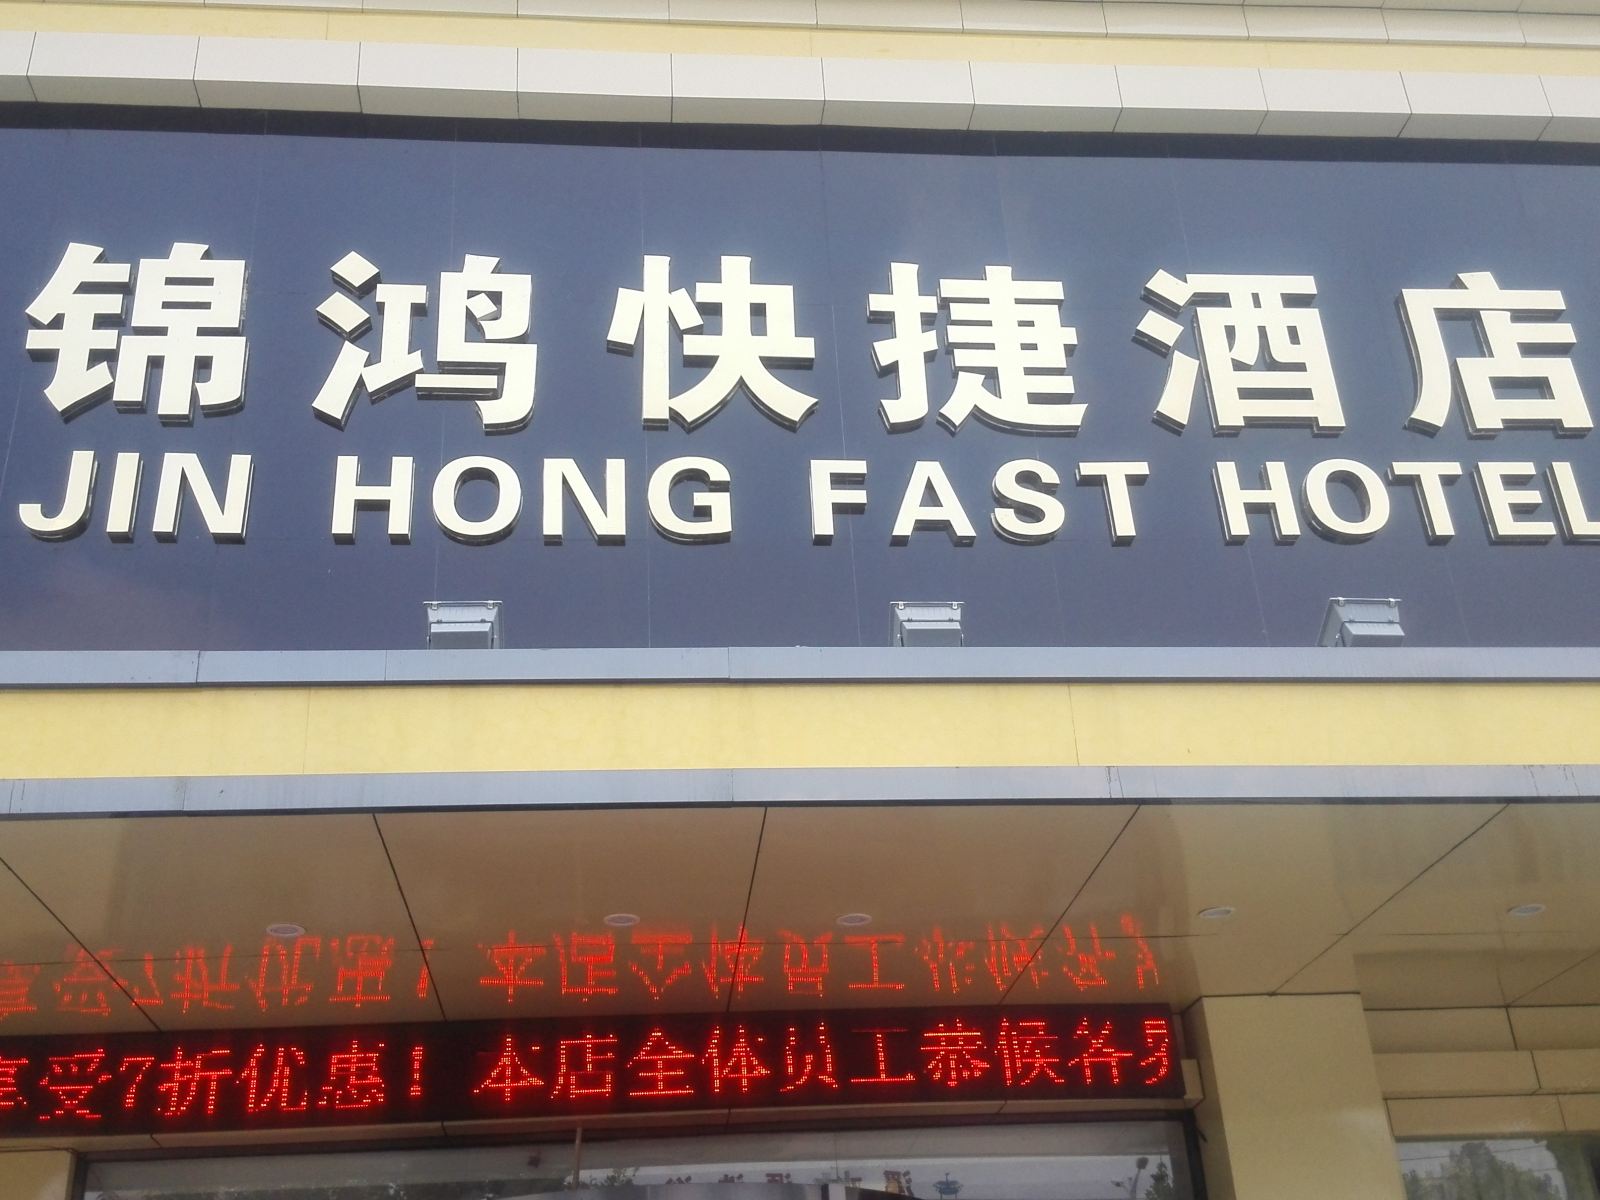 锦鸿快捷酒店
JIN HONG FAST HOTEL
享受7折优惠！ 本店全体员工恭候各界